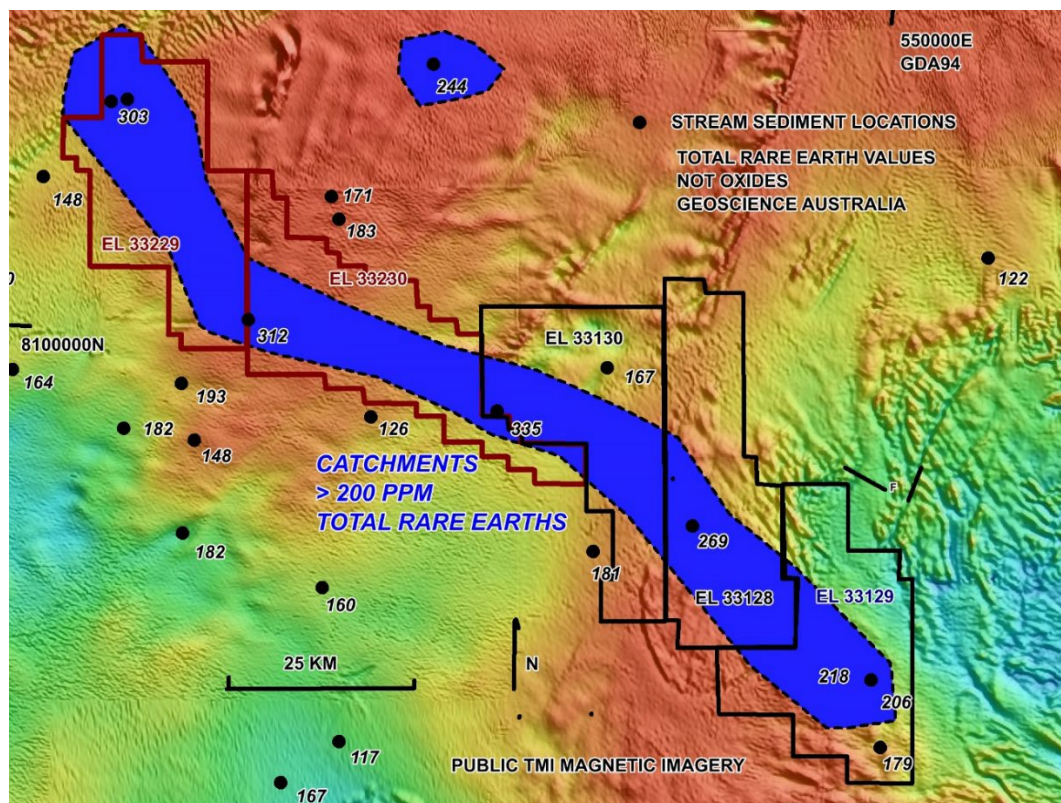 550000E
GDA94
244
303
STREAM SEDIMENT LOCATIONS
TOTAL RARE EARTH VALUES
NOT OXIDES
GEOSCIENCE AUSTRALIA
148
171
183
EL 33229
EL 33230
122
0
312
8100000N
EL 33130
167
164
193
126
335
182
148
CATCHMENTS
> 200 PPM
TOTAL RARE EARTHS
F
182
269
181
160
EL 33128
EL 33129
25 KM
N
218
206
117
179
PUBLIC TMI MAGNETIC IMAGERY
167